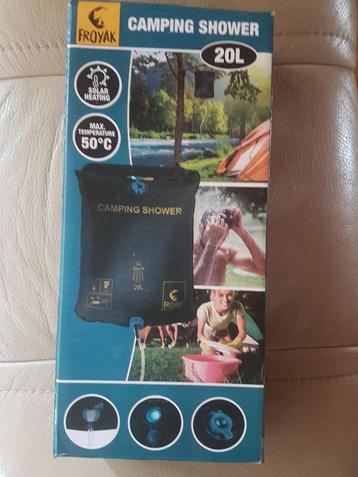 FROYAK
CAMPING SHOWER
20L
SOLAR
HEATING
MAX.
TEMPERATURE
50°C
CAMPING SHOWER
20L
FROYAK